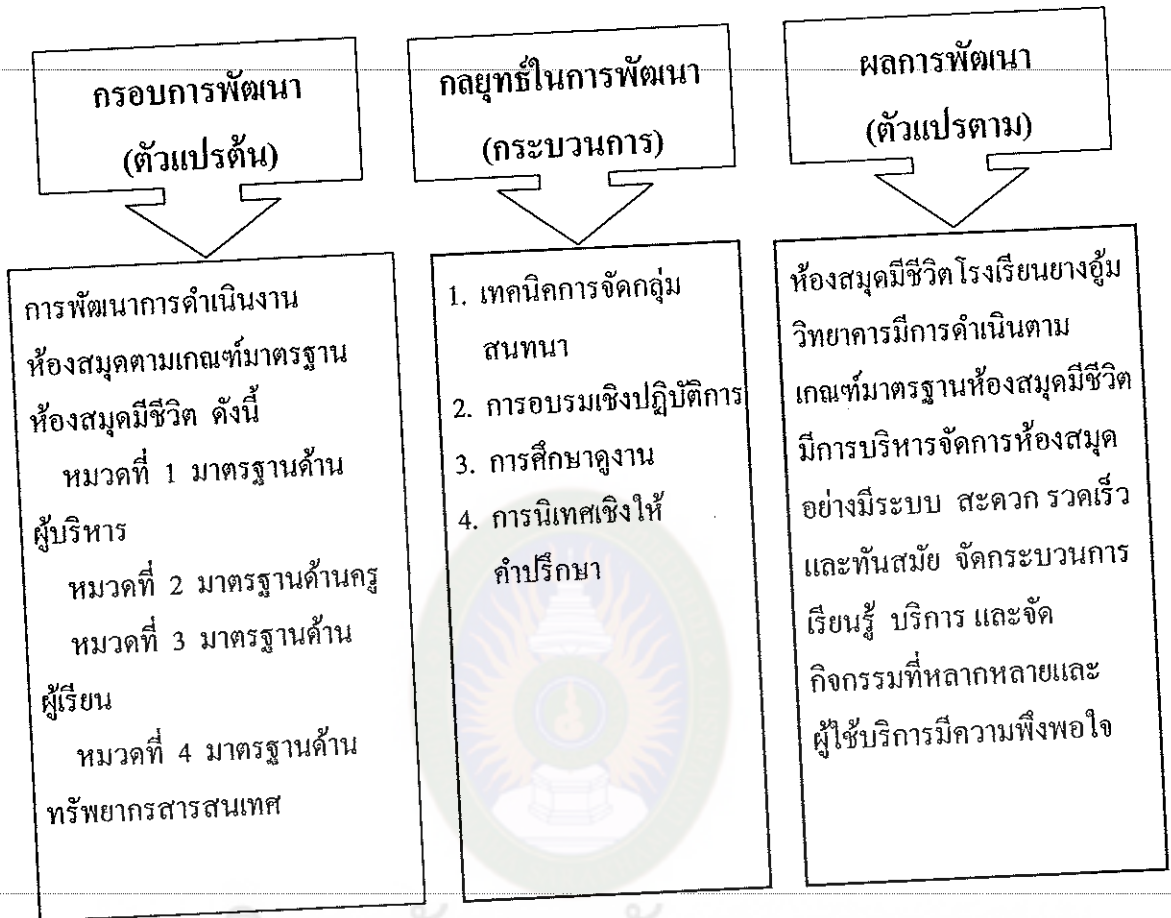 กรอบการพัฒนา
(ตัวแปรต้น)
กลยุทธ์ในการพัฒนา
(กระบวนการ)
ผลการพัฒนา
(ตัวแปรตาม)
การพัฒนาการดำเนินงาน
ห้องสมุดตามเกณฑ์มาตรฐาน
ห้องสมุดมีชีวิต ดังนี้
หมวดที่ 1 มาตรฐานด้าน
ผู้บริหาร
หมวดที่ 2 มาตรฐานด้านครู
หมวดที่ 3 มาตรฐานด้าน
ผู้เรียน
หมวดที่ 4 มาตรฐานด้าน
ทรัพยากรสารสนเทศ
1. เทคนิคการจัดกลุ่ม
สนทนา
2. การอบรมเชิงปฏิบัติการ
3. การศึกษาดูงาน
4. การนิเทศเชิงให้
คำปรึกษา
ห้องสมุดมีชีวิตโรงเรียนยางอู้ม
วิทยาคารมีการดำเนินตาม
เกณฑ์มาตรฐานห้องสมุดมีชีวิต
มีการบริหารจัดการห้องสมุด
อย่างมีระบบ สะดวก รวดเร็ว
และทันสมัย จัดกระบวนการ
เรียนรู้ บริการ และจัด
กิจกรรมที่หลากหลายและ
ผู้ใช้บริการมีความพึงพอใจ